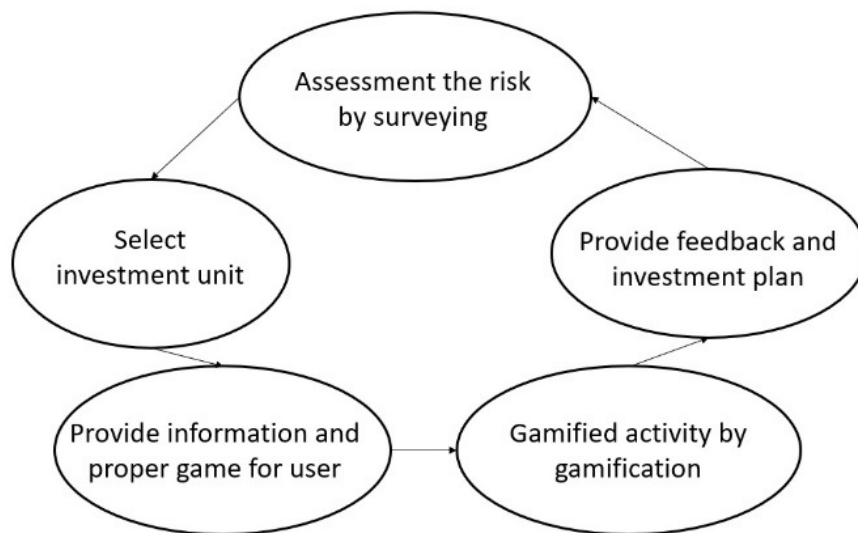 Assessment the risk
by surveying
Select
investment unit
Provide feedback and
investment plan
Provide information and
proper game for user
Gamified activity by
gamification